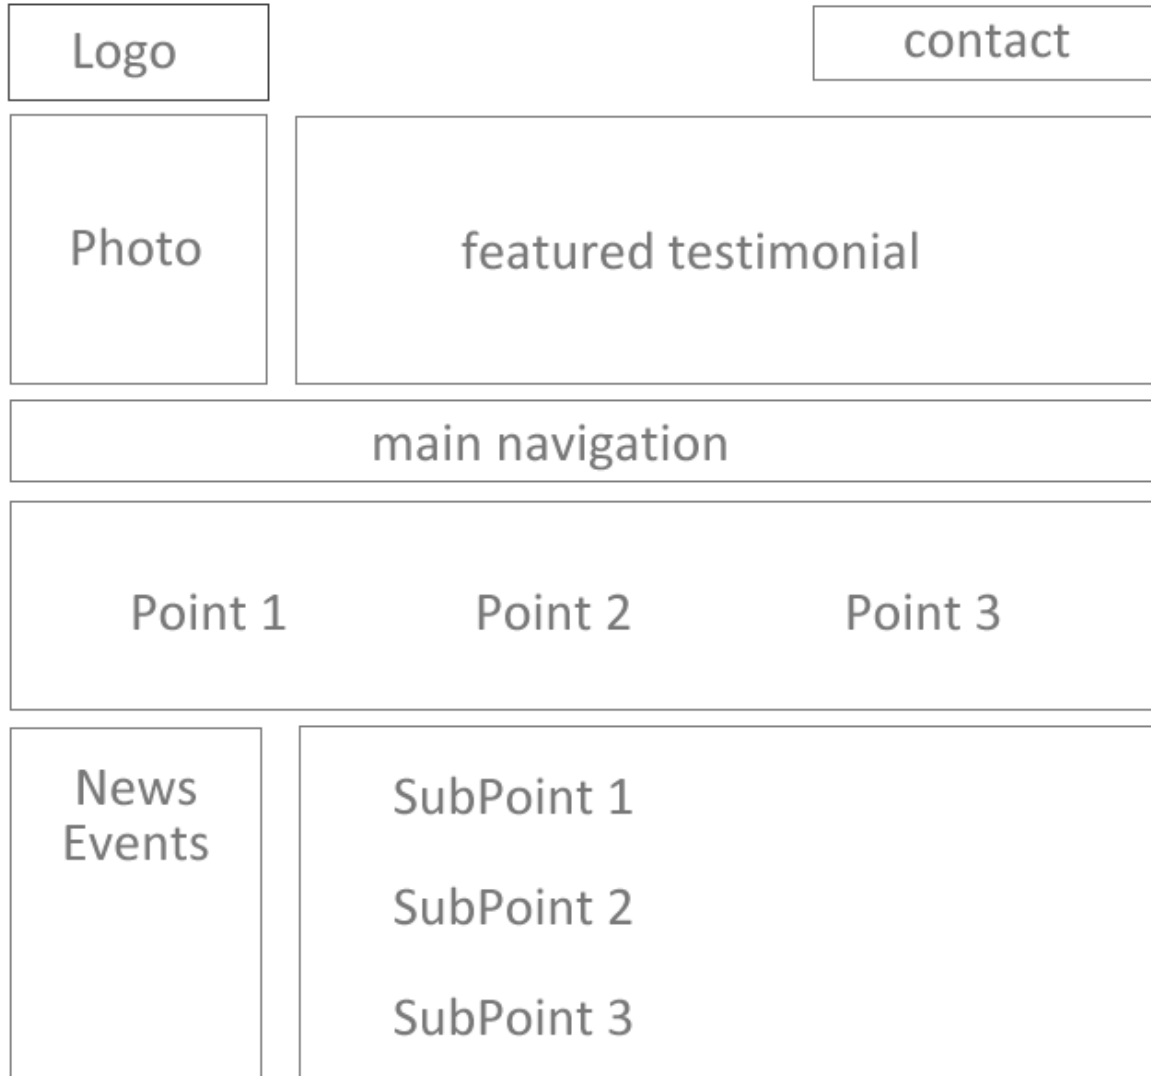 Logo
contact
Photo
featured testimonial
main navigation
Point 1
Point 2
Point 3
News
Events
SubPoint 1
SubPoint 2
SubPoint 3